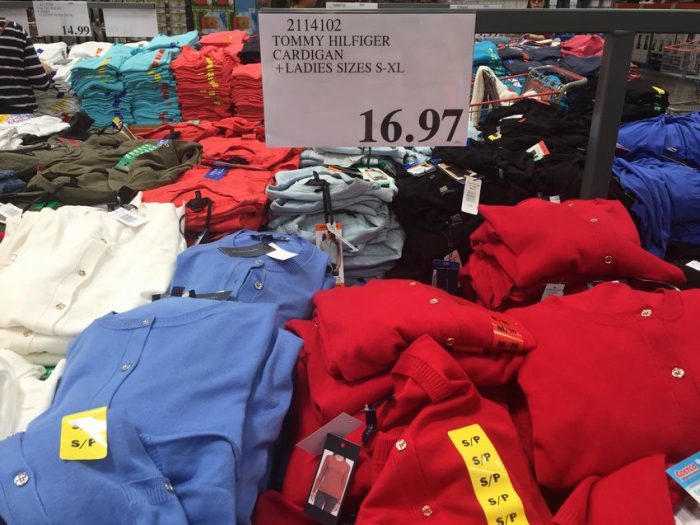 14.99
2114102
TOMMY HILFIGER
CARDIGAN
+LADIES SIZES S-XL
16.97
M/M
M/M
S/P
S/P
S/P
S/P
S/P
S/P
S/P